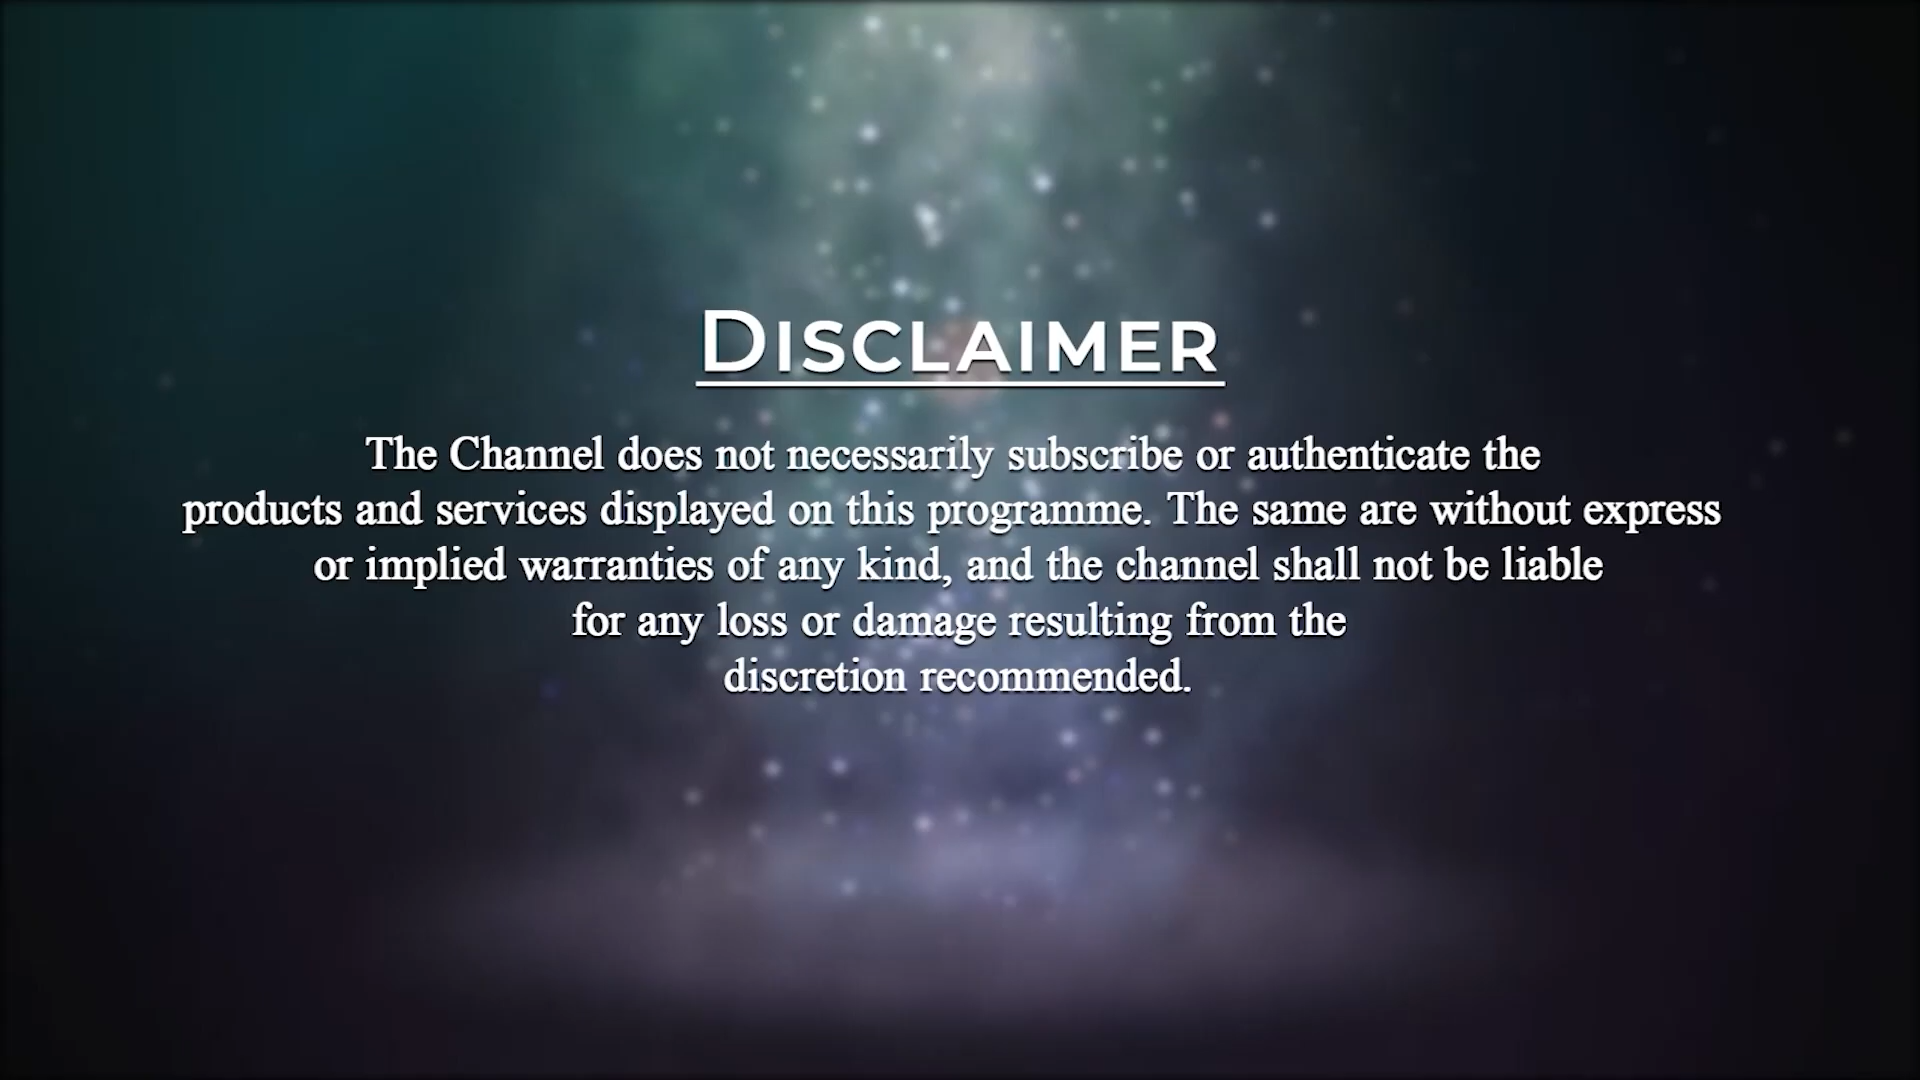 DISCLAIMER
The Channel does not necessarily subscribe or authenticate the
products and services displayed on this programme. The same are without express
or implied warranties of any kind, and the channel shall not be liable
for any loss or damage resulting from the
discretion recommended.